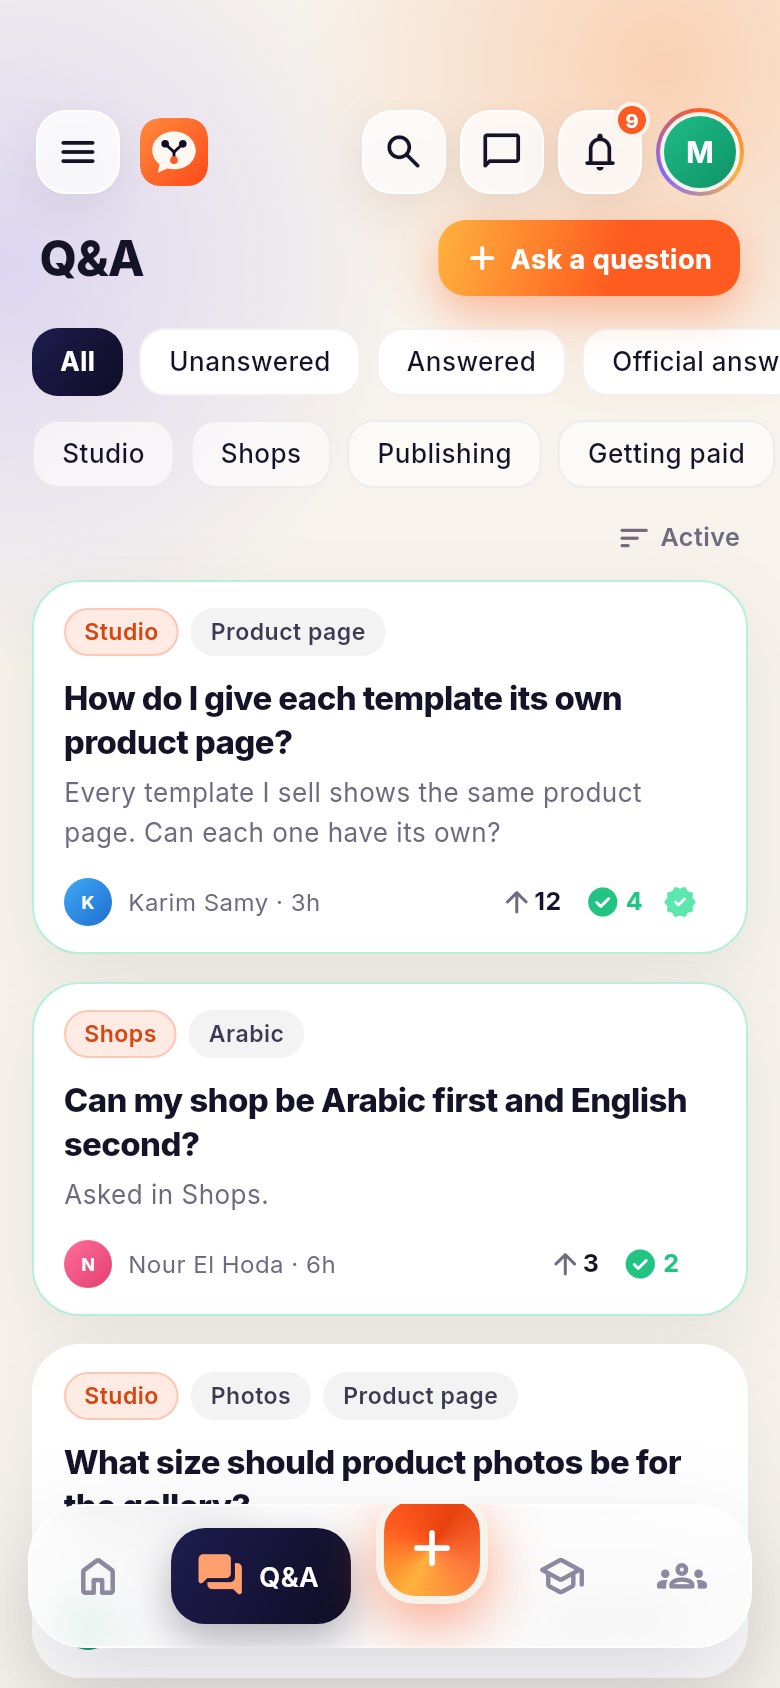 9
M
Q&A
+ Ask a question
All
Unanswered
Answered
Official answ
Studio
Shops
Publishing
Getting paid
Active
Studio
Product page
How do I give each template its own
product page?
Every template I sell shows the same product
page. Can each one have its own?
K
Karim Samy · 3h
12
4
Shops
Arabic
Can my shop be Arabic first and English
second?
Asked in Shops.
N
Nour El Hoda · 6h
3
2
Studio
Photos
Product page
What size should product photos be for
the gallery?
Q&A